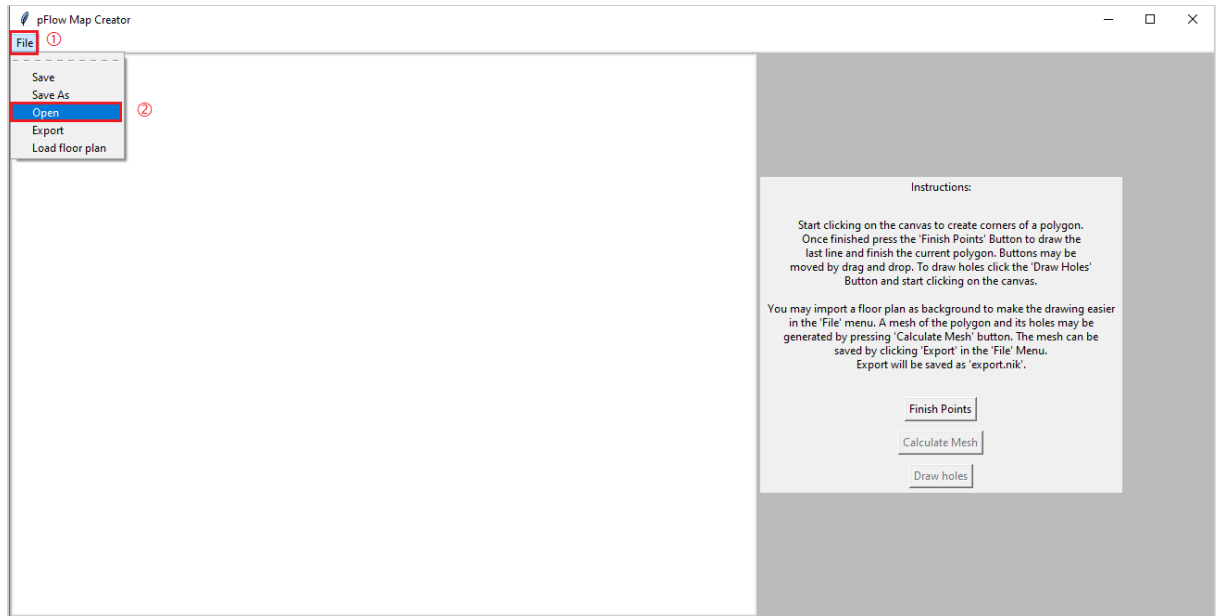 pFlow Map Creator
File ①
Save
Save As
Open ②
Export
Load floor plan
Instructions:
Start clicking on the canvas to create corners of a polygon.
Once finished press the 'Finish Points' Button to draw the
last line and finish the current polygon. Buttons may be
moved by drag and drop. To draw holes click the 'Draw Holes'
Button and start clicking on the canvas.
You may import a floor plan as background to make the drawing easier
in the 'File' menu. A mesh of the polygon and its holes may be
generated by pressing 'Calculate Mesh' button. The mesh can be
saved by clicking 'Export' in the 'File' Menu.
Export will be saved as 'export.nik'.
Finish Points
Calculate Mesh
Draw holes